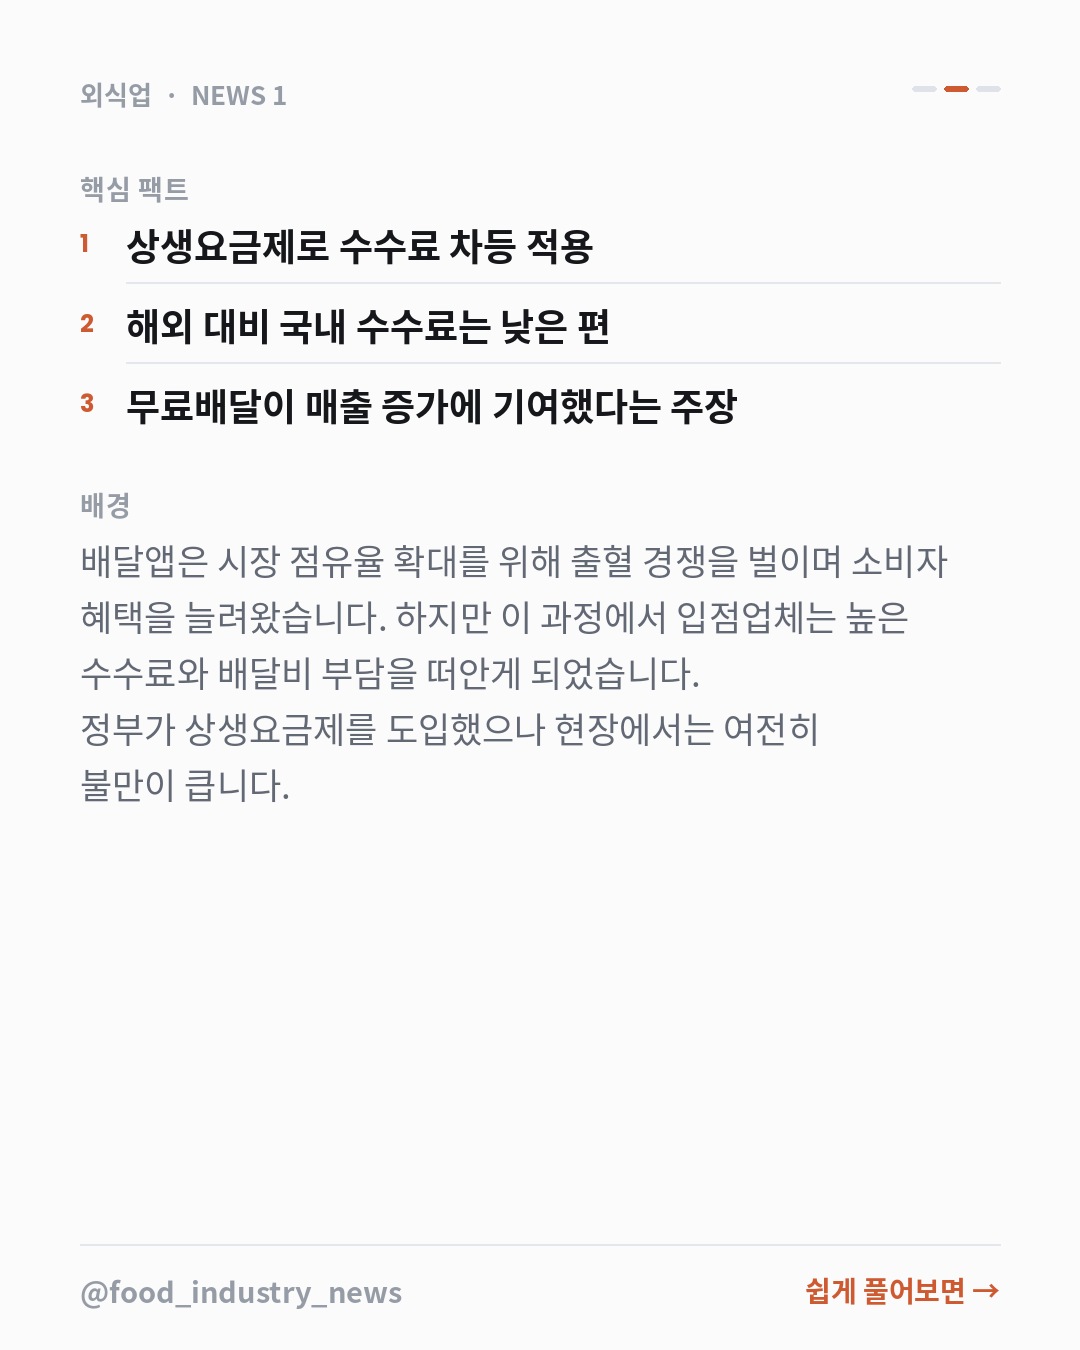 외식업 · NEWS 1
핵심 팩트
1 상생요금제로 수수료 차등 적용
2 해외 대비 국내 수수료는 낮은 편
3 무료배달이 매출 증가에 기여했다는 주장
배경
배달앱은 시장 점유율 확대를 위해 출혈 경쟁을 벌이며 소비자
혜택을 늘려왔습니다. 하지만 이 과정에서 입점업체는 높은
수수료와 배달비 부담을 떠안게 되었습니다.
정부가 상생요금제를 도입했으나 현장에서는 여전히
불만이 큽니다.
@food_industry_news
쉽게 풀어보면 →